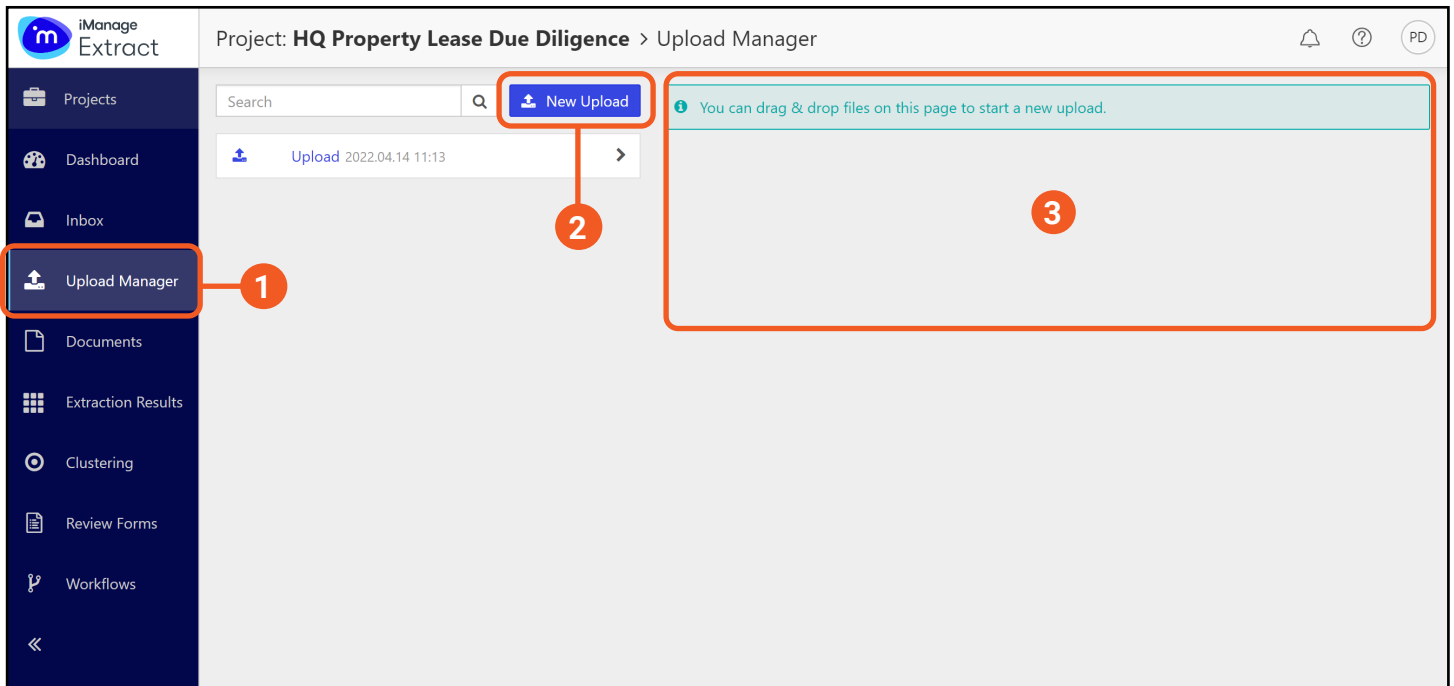 im
iManage
Extract
Project: HQ Property Lease Due Diligence > Upload Manager
PD
Projects
Dashboard
Inbox
Upload Manager
Documents
Extraction Results
Clustering
Review Forms
Workflows
Search
New Upload
Upload 2022.04.14 11:13
You can drag & drop files on this page to start a new upload.
1
2
3